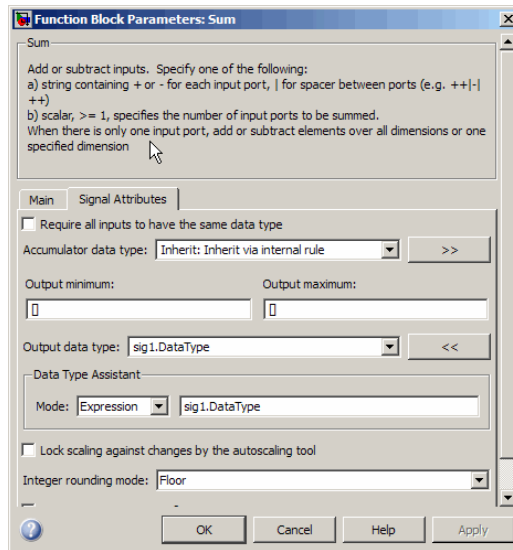 Function Block Parameters: Sum
Sum
Add or subtract inputs. Specify one of the following:
a) string containing + or - for each input port, | for spacer between ports (e.g. ++|-|
++)
b) scalar, >= 1, specifies the number of input ports to be summed.
When there is only one input port, add or subtract elements over all dimensions or one
specified dimension
Main Signal Attributes
Require all inputs to have the same data type
Accumulator data type: Inherit: Inherit via internal rule >>
Output minimum: Output maximum:
[] []
Output data type: sig1.DataType <<
Data Type Assistant
Mode: Expression sig1.DataType
Lock scaling against changes by the autoscaling tool
Integer rounding mode: Floor
OK Cancel Help Apply